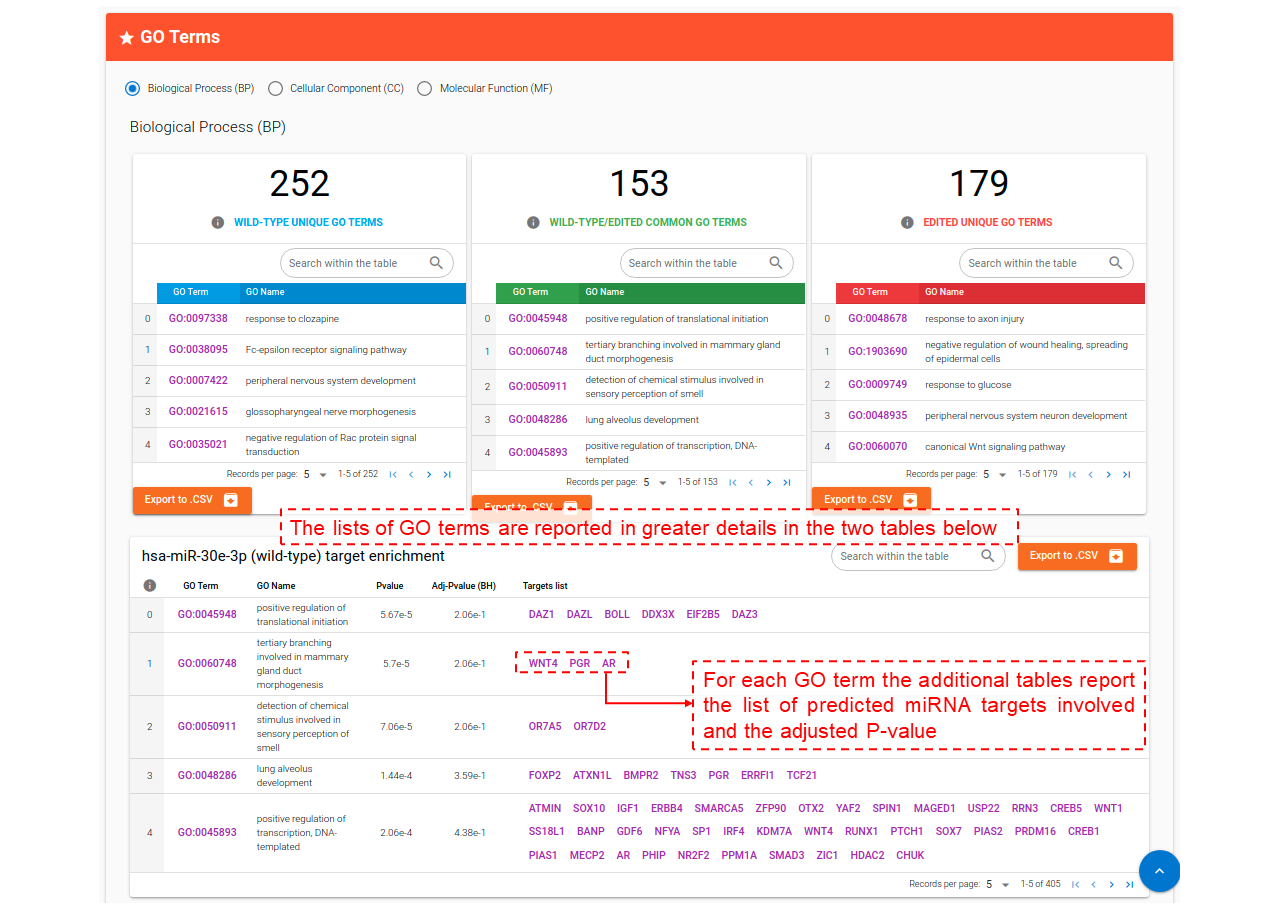 GO Terms
Biological Process (BP) Cellular Component (CC) Molecular Function (MF)
Biological Process (BP)
252
WILD-TYPE UNIQUE GO TERMS
Search within the table
GO Term GO Name
0 GO:0097338 response to clozapine
1 GO:0038095 Fc-epsilon receptor signaling pathway
2 GO:0007422 peripheral nervous system development
3 GO:0021615 glossopharyngeal nerve morphogenesis
4 GO:0035021 negative regulation of Rac protein signal
transduction
Records per page: 5 1-5 of 252
Export to .CSV
153
WILD-TYPE/EDITED COMMON GO TERMS
Search within the table
GO Term GO Name
0 GO:0045948 positive regulation of translational initiation
1 GO:0060748 tertiary branching involved in mammary gland
duct morphogenesis
2 GO:0050911 detection of chemical stimulus involved in
sensory perception of smell
3 GO:0048286 lung alveolus development
4 GO:0045893 positive regulation of transcription, DNA-
templated
Records per page: 5 1-5 of 153
Export to .CSV
179
EDITED UNIQUE GO TERMS
Search within the table
GO Term GO Name
0 GO:0048678 response to axon injury
1 GO:1903690 negative regulation of wound healing, spreading
of epidermal cells
2 GO:0009749 response to glucose
3 GO:0048935 peripheral nervous system neuron development
4 GO:0060070 canonical Wnt signaling pathway
Records per page: 5 1-5 of 179
Export to .CSV
The lists of GO terms are reported in greater details in the two tables below
hsa-miR-30e-3p (wild-type) target enrichment
Search within the table
Export to .CSV
GO Term GO Name Pvalue Adj-Pvalue (BH) Targets list
0 GO:0045948 positive regulation of
translational initiation
5.67e-5 2.06e-1 DAZ1 DAZL BOLL DDX3X EIF2B5 DAZ3
1 GO:0060748 tertiary branching
involved in mammary
gland duct
morphogenesis
5.7e-5 2.06e-1 WNT4 PGR AR
For each GO term the additional tables report
the list of predicted miRNA targets involved
and the adjusted P-value
2 GO:0050911 detection of chemical
stimulus involved in
sensory perception of
smell
7.06e-5 2.06e-1 OR7A5 OR7D2
3 GO:0048286 lung alveolus
development
1.44e-4 3.59e-1 FOXP2 ATXN1L BMPR2 TNS3 PGR ERRFI1 TCF21
4 GO:0045893 positive regulation of
transcription, DNA-
templated
2.06e-4 4.38e-1 ATMIN SOX10 IGF1 ERBB4 SMARCA5 ZFP90 OTX2 YAF2 SPIN1 MAGED1 USP22 RRN3 CREB5 WNT1
SS18L1 BANP GDF6 NFYA SP1 IRF4 KDM7A WNT4 RUNX1 PTCH1 SOX7 PIAS2 PRDM16 CREB1
PIAS1 MECP2 AR PHIP NR2F2 PPM1A SMAD3 ZIC1 HDAC2 CHUK
Records per page: 5 1-5 of 405